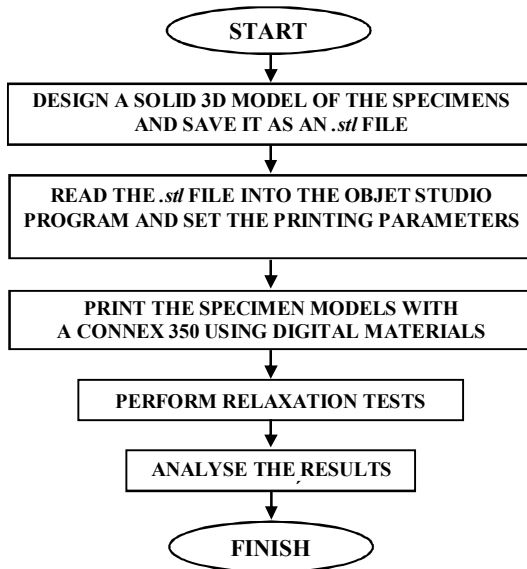 START
DESIGN A SOLID 3D MODEL OF THE SPECIMENS
AND SAVE IT AS AN .stl FILE
READ THE .stl FILE INTO THE OBJET STUDIO
PROGRAM AND SET THE PRINTING PARAMETERS
PRINT THE SPECIMEN MODELS WITH
A CONNEX 350 USING DIGITAL MATERIALS
PERFORM RELAXATION TESTS
ANALYSE THE RESULTS
FINISH